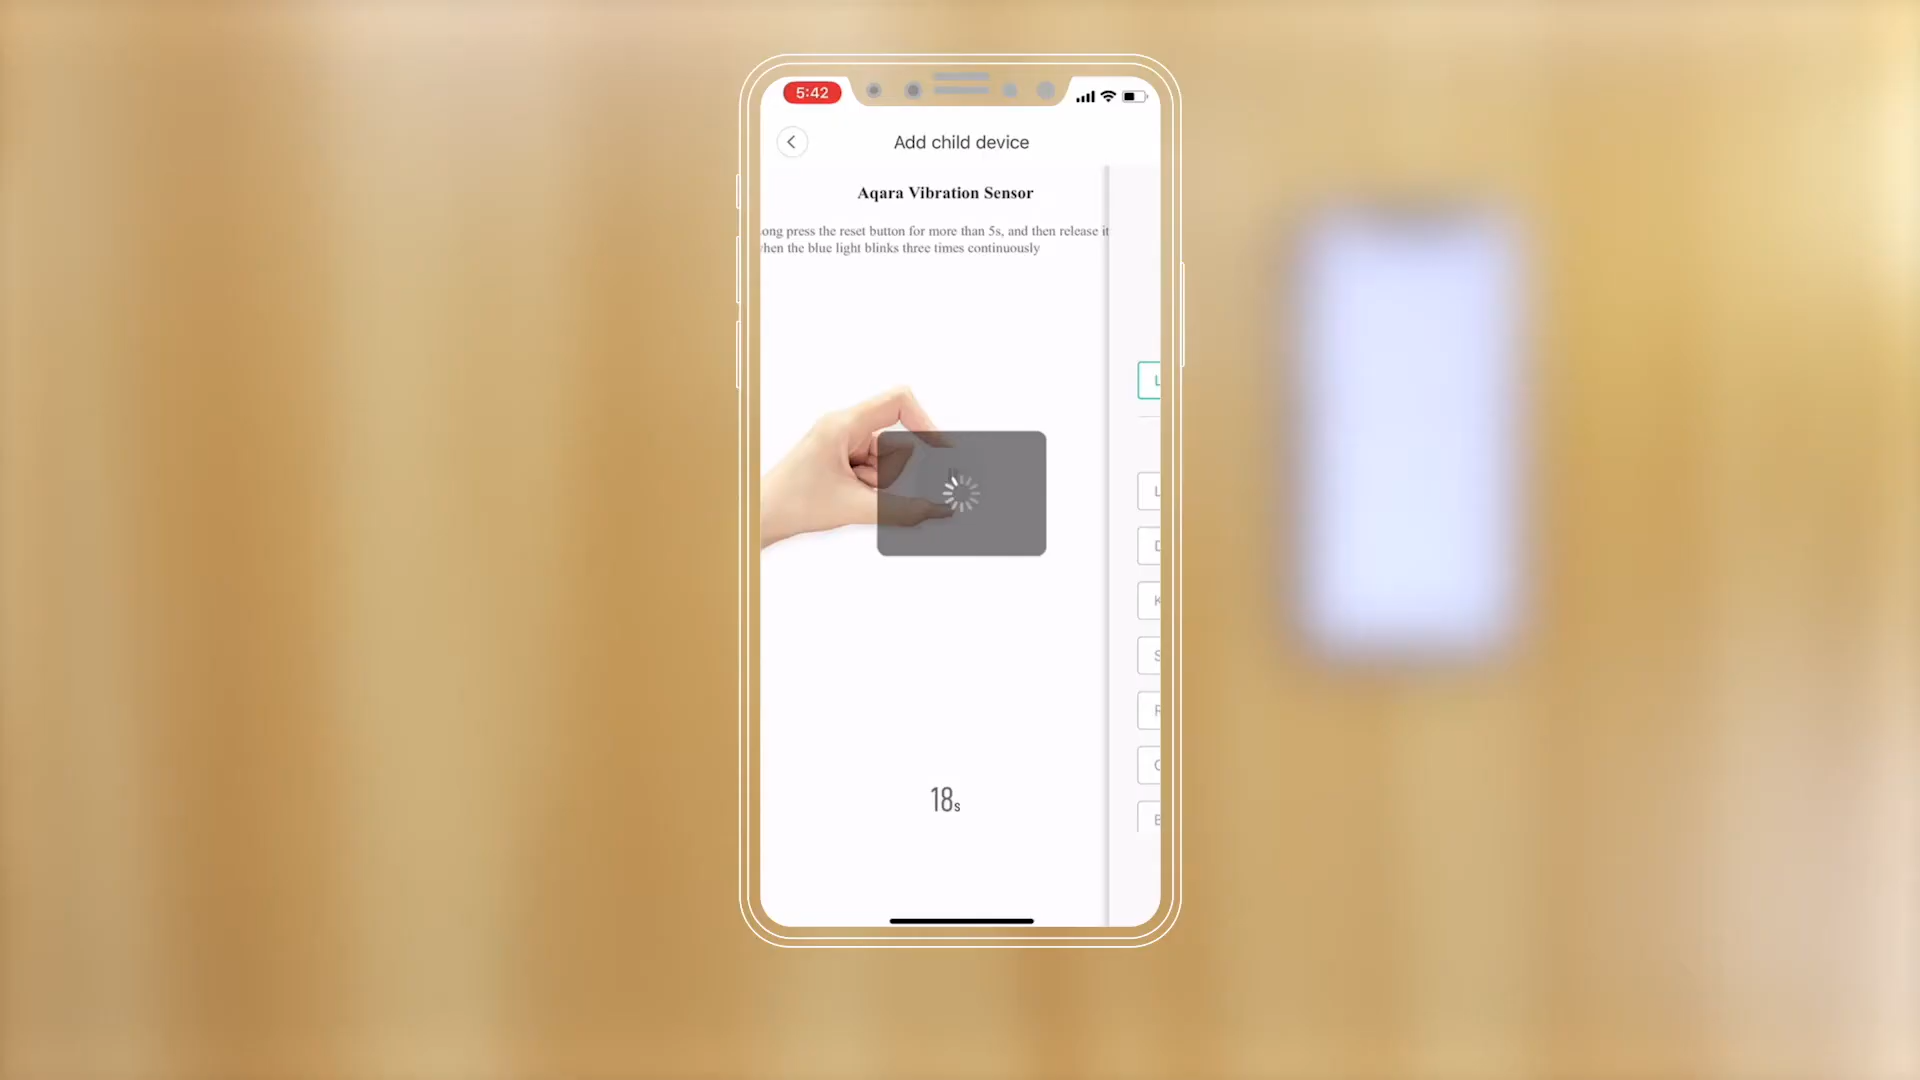 5:42
Add child device
Aqara Vibration Sensor
ong press the reset button for more than 5s, and then release it
hen the blue light blinks three times continuously
L
L
D
K
S
R
18s